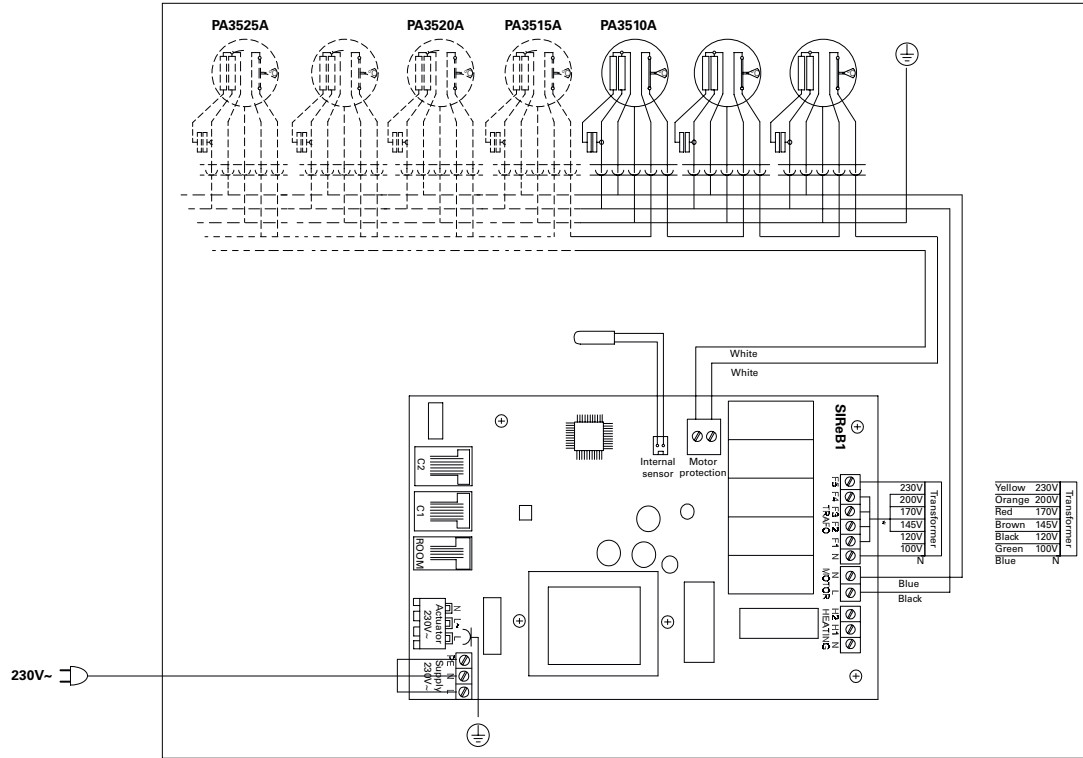 PA3525A
PA3520A
PA3515A
PA3510A
White
White
SIReB1
Internal
sensor
Motor
protection
C2
C1
ROOM
N
L~
L
Actuator
230V~
PE
N
L
Supply
230V~
230V~
F5
F4
F3
F2
F1
N
TRAFO
N
L
MOTOR
H2
H1
N
HEATING
Blue
Black
230V
200V
170V
*
145V
120V
100V
N
Transformer
Yellow 230V
Orange 200V
Red 170V
Brown 145V
Black 120V
Green 100V
Blue N
Transformer